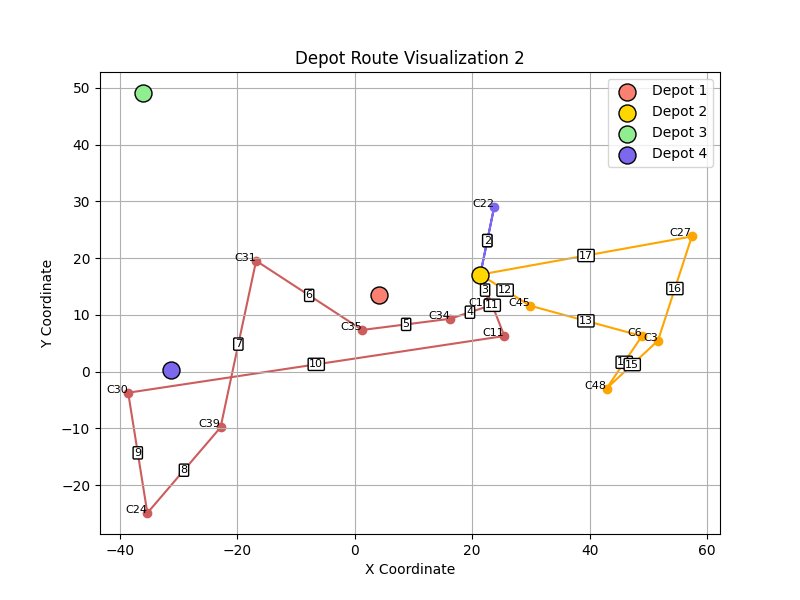 Depot Route Visualization 2
Depot 1
Depot 2
Depot 3
Depot 4
Y Coordinate
50
40
30
20
10
0
−10
−20
−40
−20
0
20
40
60
X Coordinate
C22
2
C27
17
C31
16
6
3
12
C45
11
4
C34
5
C35
13
C6
C3
C11
7
10
15
C48
C30
C39
9
8
C24